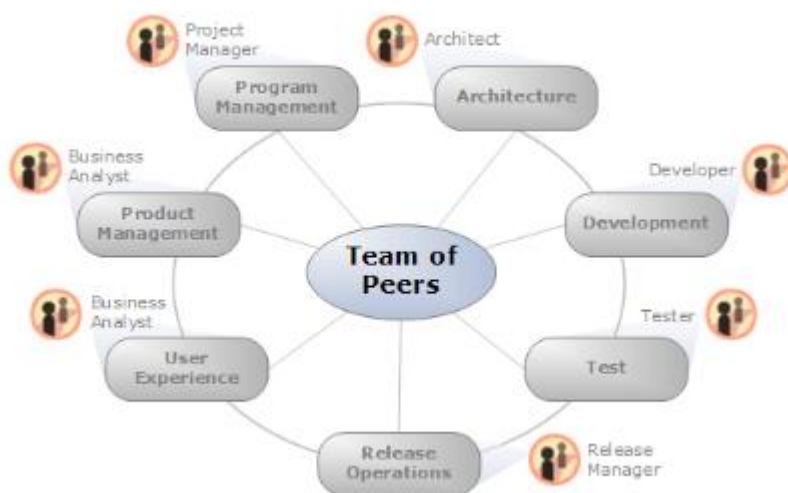 Project
Manager
Program
Management
Architect
Architecture
Business
Analyst
Product
Management
Developer
Development
Team of
Peers
Business
Analyst
User
Experience
Tester
Test
Release
Operations
Release
Manager